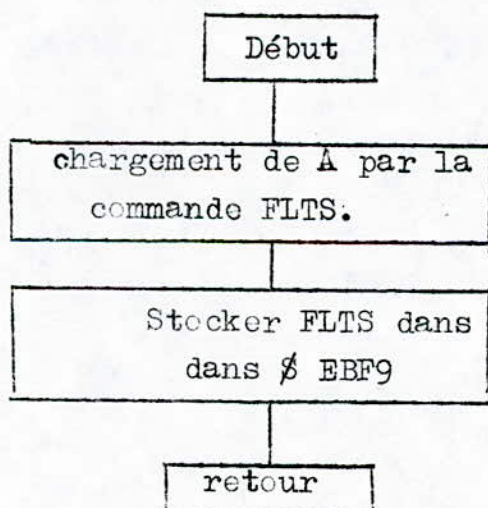 Début
chargement de A par la
commande FLTS.
Stocker FLTS dans
dans $ EBF9
retour